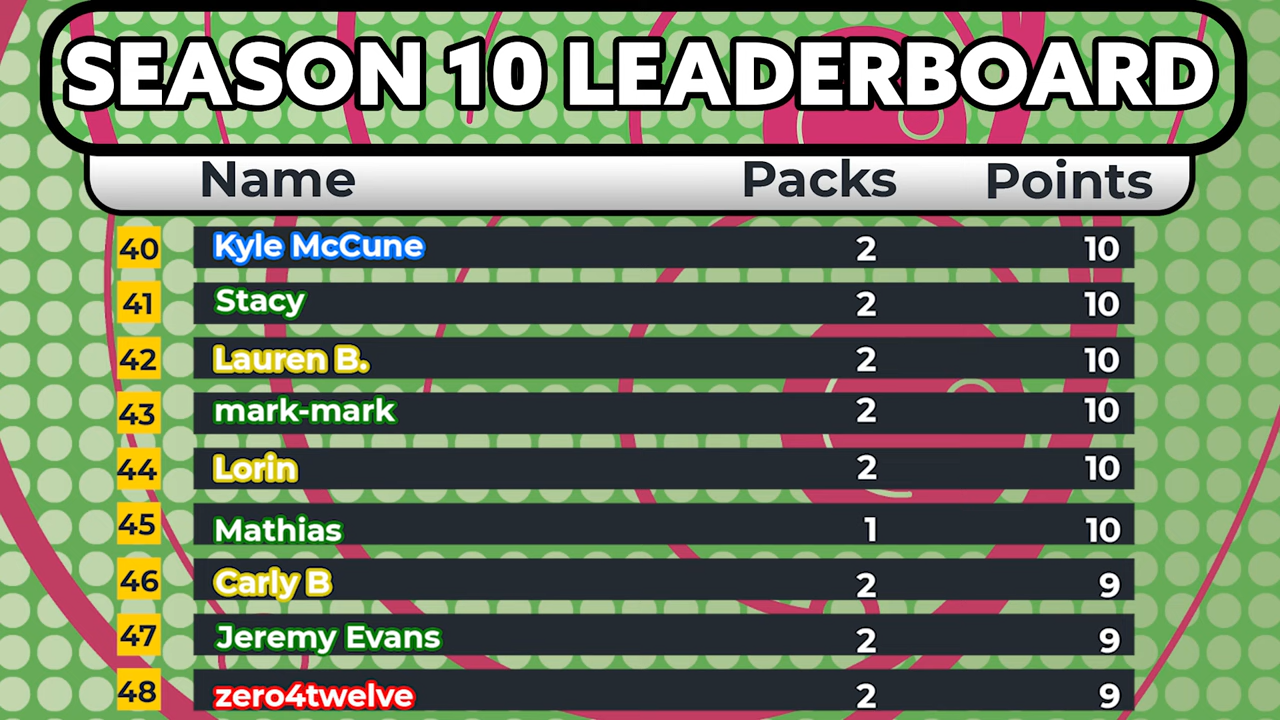 SEASON 10 LEADERBOARD
Name Packs Points
40 Kyle McCune 2 10
41 Stacy 2 10
42 Lauren B. 2 10
43 mark-mark 2 10
44 Lorin 2 10
45 Mathias 1 10
46 Carly B 2 9
47 Jeremy Evans 2 9
48 zero4twelve 2 9